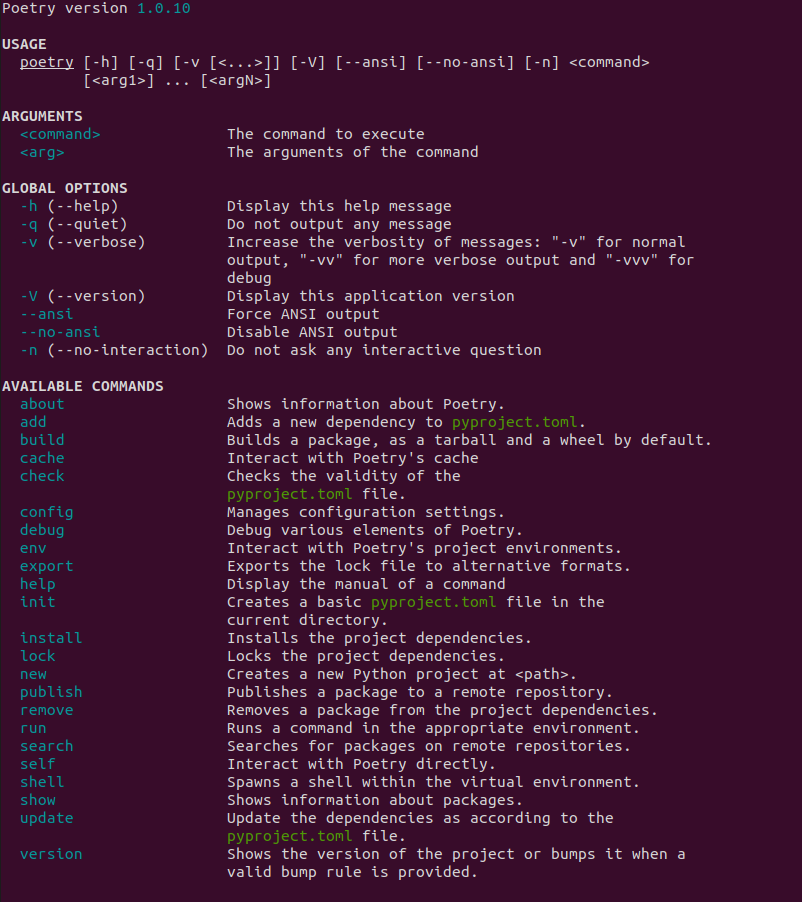 Poetry version 1.0.10
USAGE
poetry [-h] [-q] [-v [<...>]] [-V] [--ansi] [--no-ansi] [-n] <command>
[<arg1>] ... [<argN>]
ARGUMENTS
<command> The command to execute
<arg> The arguments of the command
GLOBAL OPTIONS
-h (--help) Display this help message
-q (--quiet) Do not output any message
-v (--verbose) Increase the verbosity of messages: "-v" for normal
output, "-vv" for more verbose output and "-vvv" for
debug
-V (--version) Display this application version
--ansi Force ANSI output
--no-ansi Disable ANSI output
-n (--no-interaction) Do not ask any interactive question
AVAILABLE COMMANDS
about Shows information about Poetry.
add Adds a new dependency to pyproject.toml.
build Builds a package, as a tarball and a wheel by default.
cache Interact with Poetry's cache
check Checks the validity of the
pyproject.toml file.
config Manages configuration settings.
debug Debug various elements of Poetry.
env Interact with Poetry's project environments.
export Exports the lock file to alternative formats.
help Display the manual of a command
init Creates a basic pyproject.toml file in the
current directory.
install Installs the project dependencies.
lock Locks the project dependencies.
new Creates a new Python project at <path>.
publish Publishes a package to a remote repository.
remove Removes a package from the project dependencies.
run Runs a command in the appropriate environment.
search Searches for packages on remote repositories.
self Interact with Poetry directly.
shell Spawns a shell within the virtual environment.
show Shows information about packages.
update Update the dependencies as according to the
pyproject.toml file.
version Shows the version of the project or bumps it when a
valid bump rule is provided.